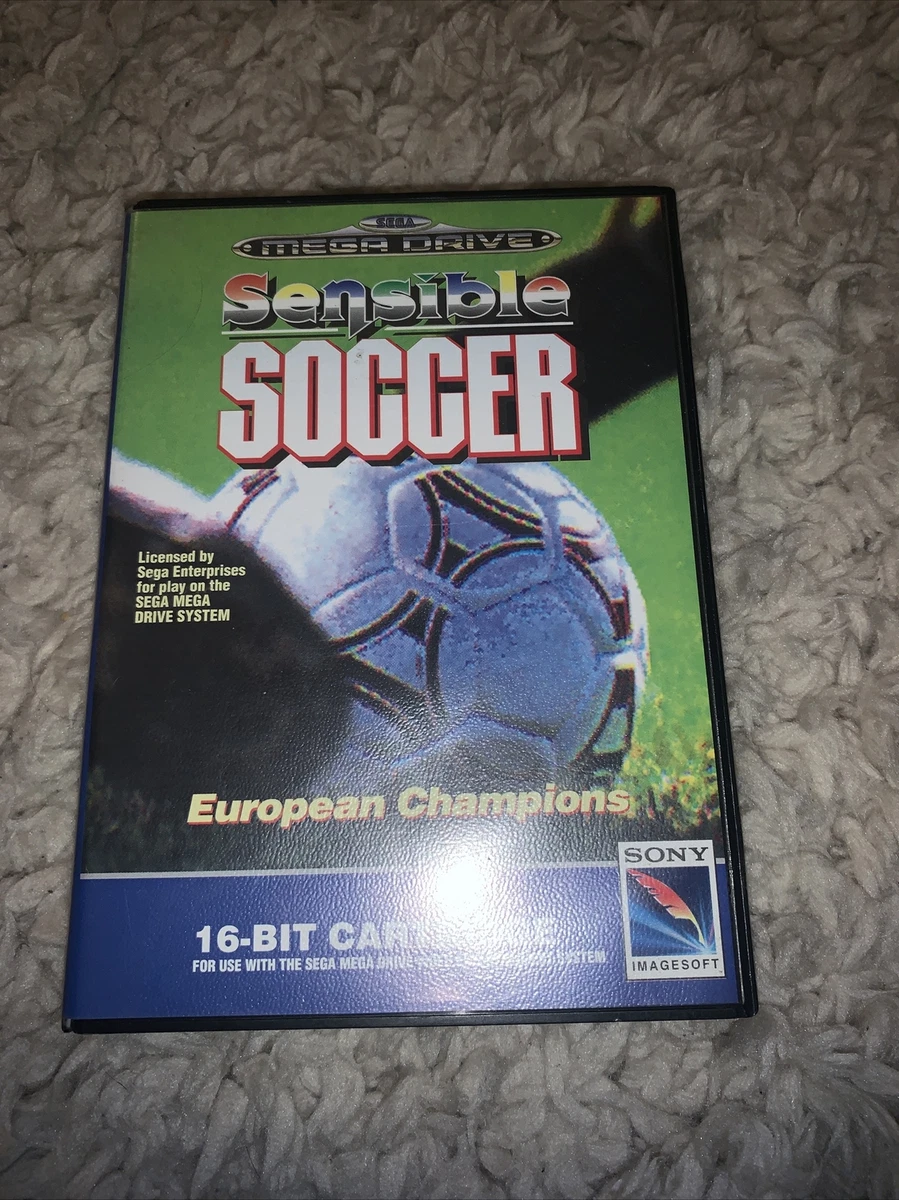 SEGA
MEGA DRIVE
Sensible
SOCCER
Licensed by
Sega Enterprises
for play on the
SEGA MEGA
DRIVE SYSTEM
European Champions
SONY
IMAGESOFT
16-BIT
FOR USE WITH THE SEGA MEGA DRIVE SYSTEM